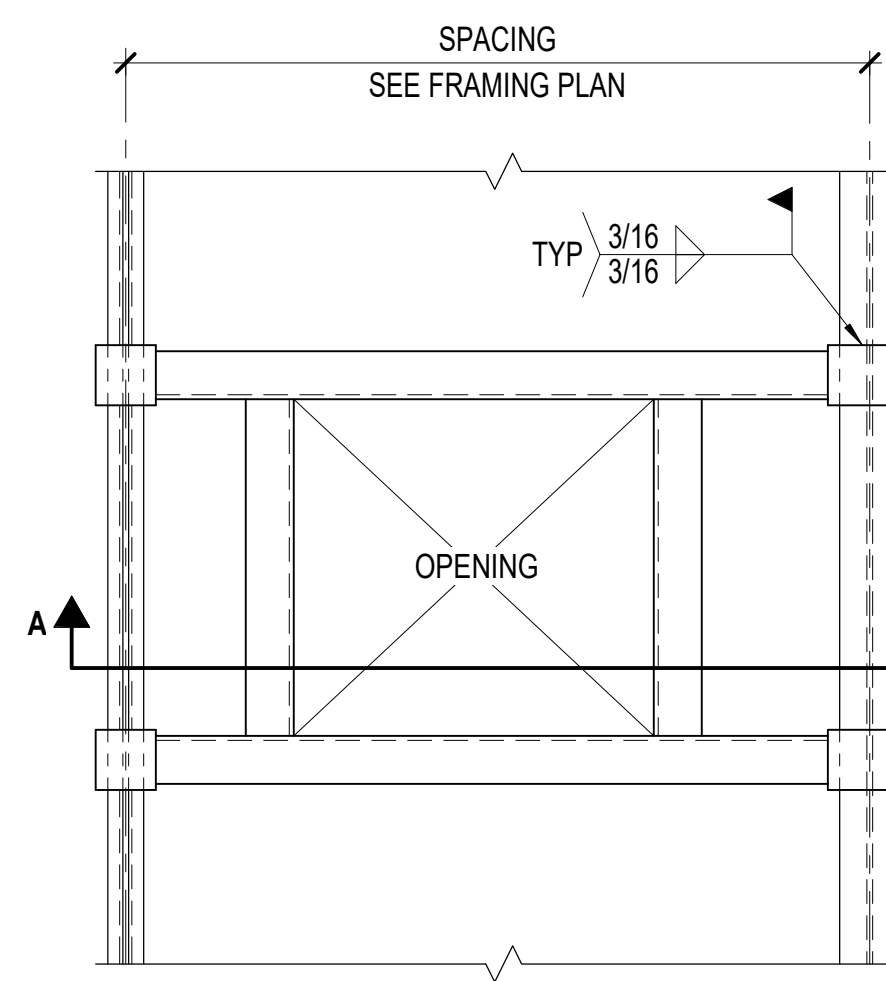 SPACING
SEE FRAMING PLAN
TYP
3/16
3/16
OPENING
A